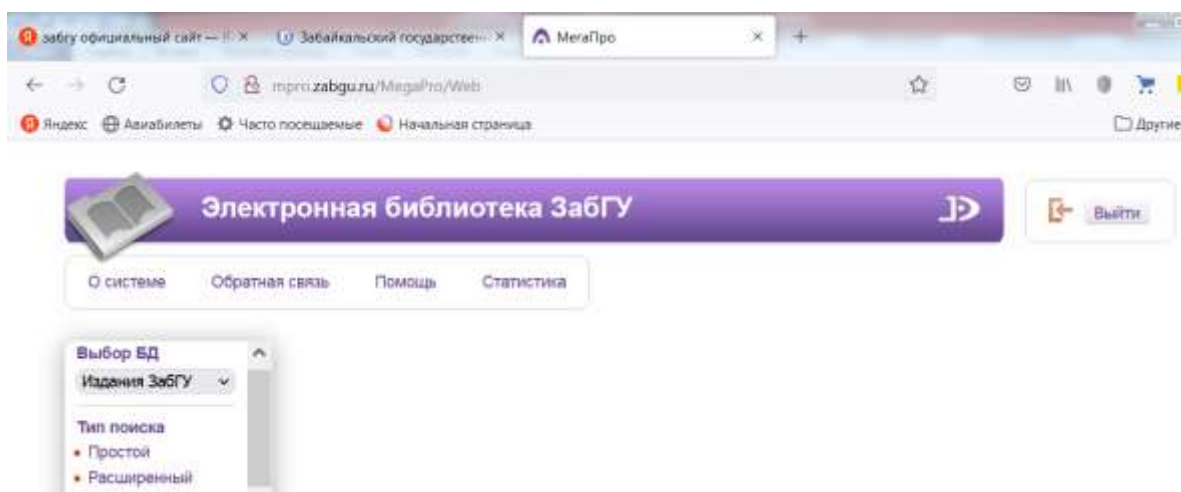 забгу официальный сайт —
Забайкальский государствен
МегаПро
mpro.zabgu.ru/MegaPro/Web
Яндекс Авиабилеты Часто посещаемые Начальная страница Другие
Электронная библиотека ЗабГУ
Выйти
О системе Обратная связь Помощь Статистика
Выбор БД
Издания ЗабГУ
Тип поиска
Простой
Расширенный